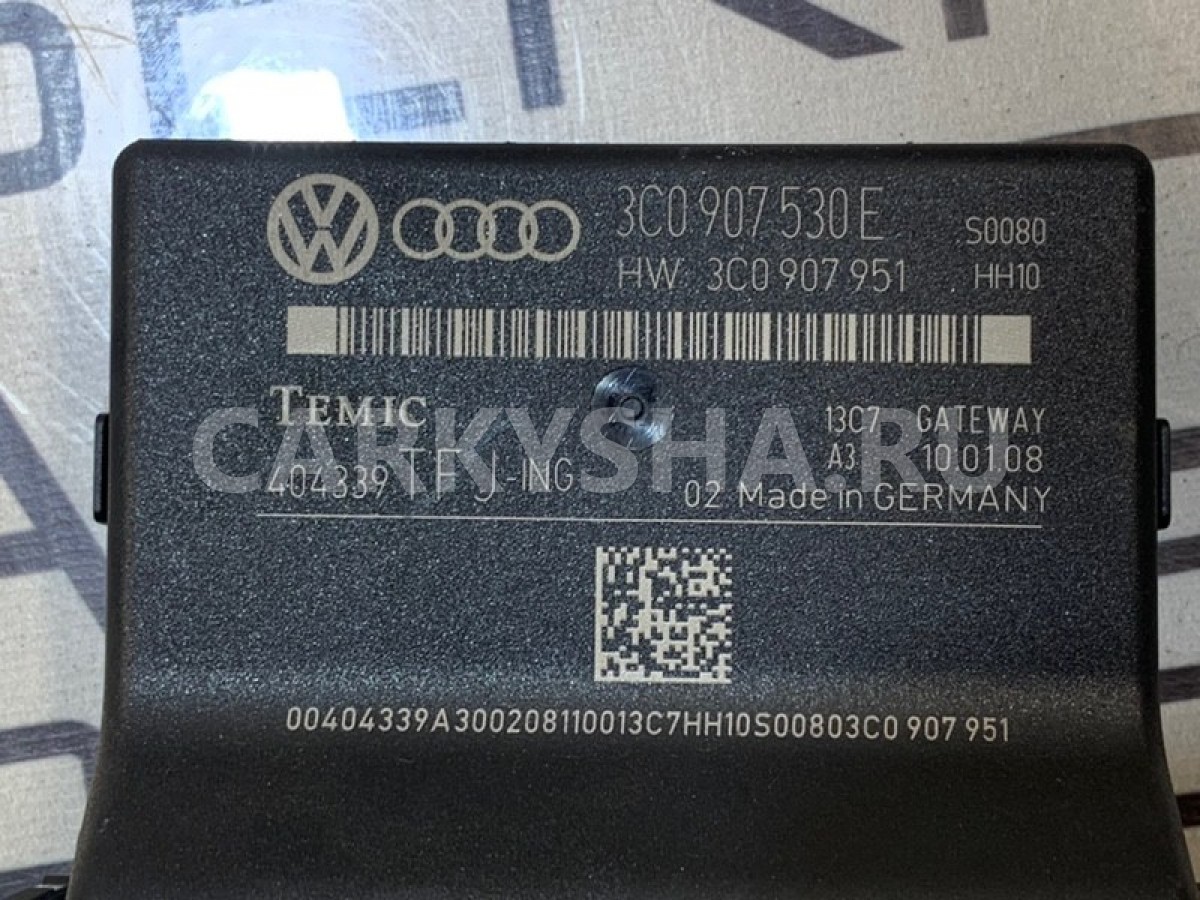 3C0 907 530 E S0080
HW 3C0 907 951 HH10
TEMIC 13C7 GATEWAY
404339 TF J-ING A3 10.01.08
02 Made in GERMANY
CARKYSHA.RU
00404339A300208110013C7HH10S00803C0 907 951